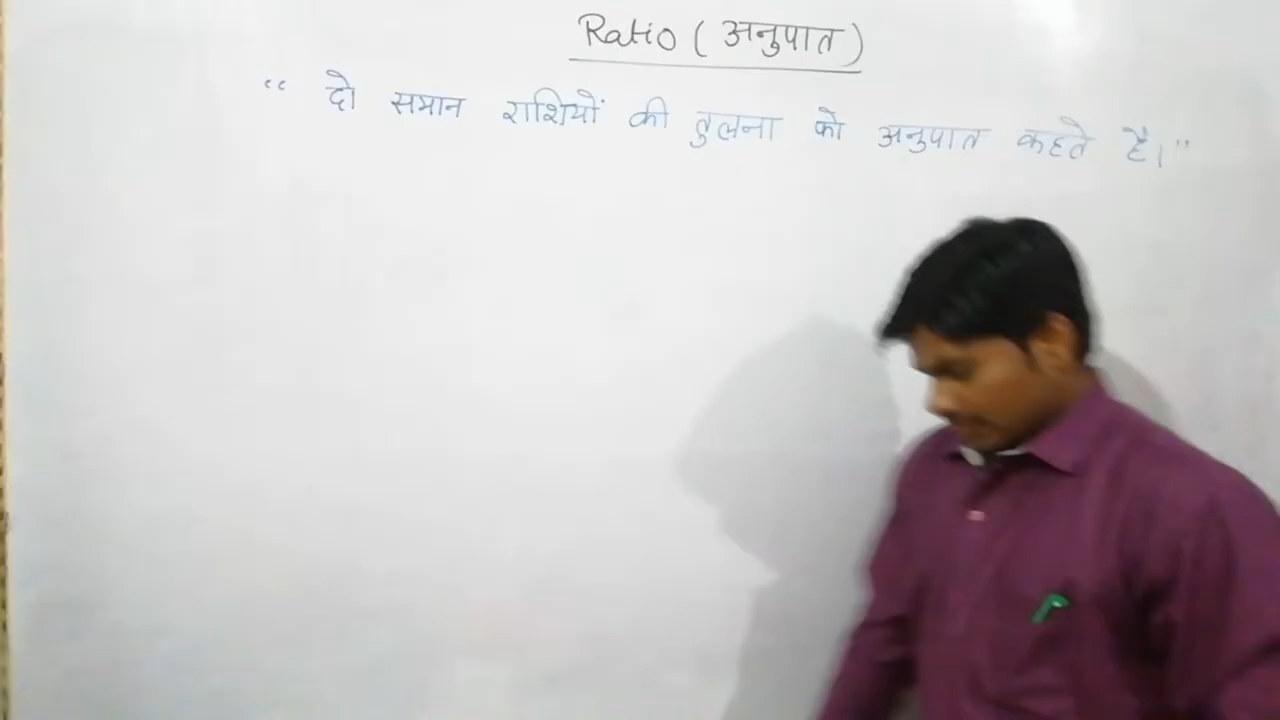 Ratio ( अनुपात )
“ दो समान राशियों की तुलना को अनुपात कहते है। ”